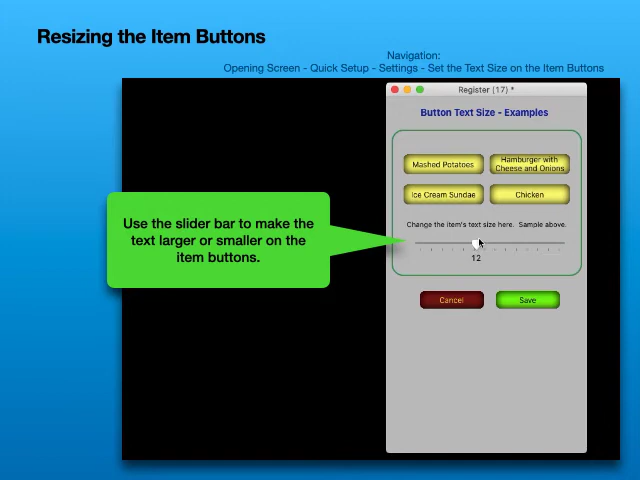 Resizing the Item Buttons
Navigation:
Opening Screen - Quick Setup - Settings - Set the Text Size on the Item Buttons
Register (17) *
Button Text Size - Examples
Mashed Potatoes
Hamburger with
Cheese and Onions
Ice Cream Sundae
Chicken
Use the slider bar to make the
text larger or smaller on the
item buttons.
Change the item's text size here. Sample above.
12
Cancel
Save